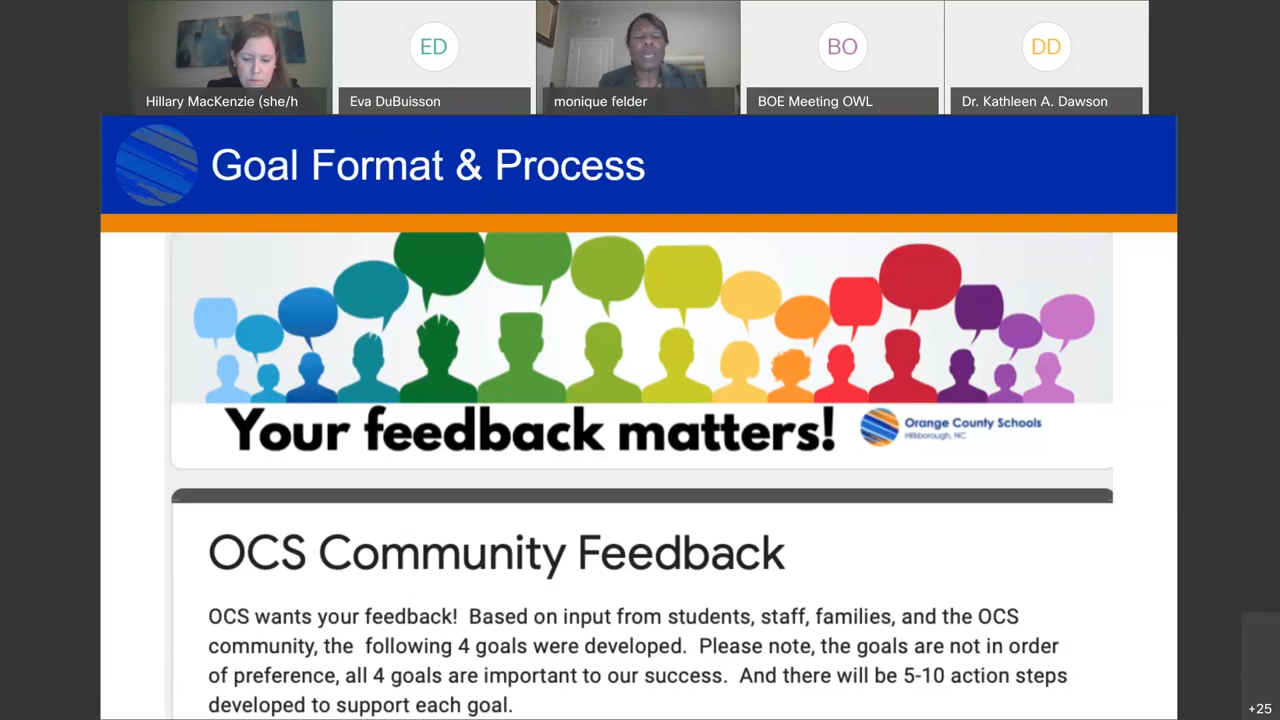 ED
BO
DD
Hillary MacKenzie (she/h
Eva DuBuisson
monique felder
BOE Meeting OWL
Dr. Kathleen A. Dawson
Goal Format & Process
Your feedback matters!
Orange County Schools
Hillsborough, NC
OCS Community Feedback
OCS wants your feedback!  Based on input from students, staff, families, and the OCS
community, the  following 4 goals were developed.  Please note, the goals are not in order
of preference, all 4 goals are important to our success.  And there will be 5-10 action steps
developed to support each goal.
+25